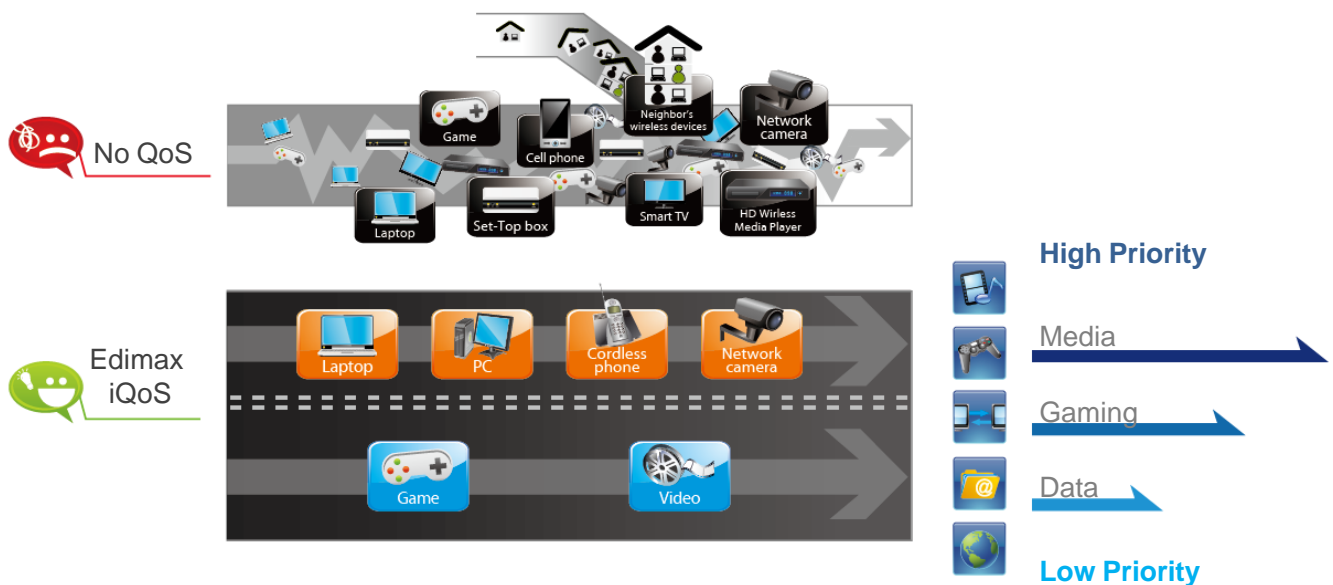 No QoS
Game
Cell phone
Neighbor's
wireless devices
Network
camera
Laptop
Set-Top box
Smart TV
HD Wirless
Media Player
Edimax
iQoS
Laptop
PC
Cordless
phone
Network
camera
Game
Video
High Priority
Media
Gaming
@
Data
Low Priority